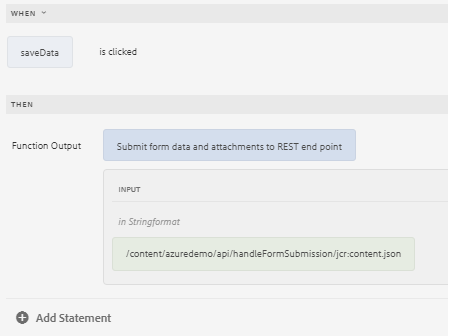 WHEN
saveData is clicked
THEN
Function Output Submit form data and attachments to REST end point
INPUT
in Stringformat
/content/azuredemo/api/handleFormSubmission/jcr:content.json
Add Statement